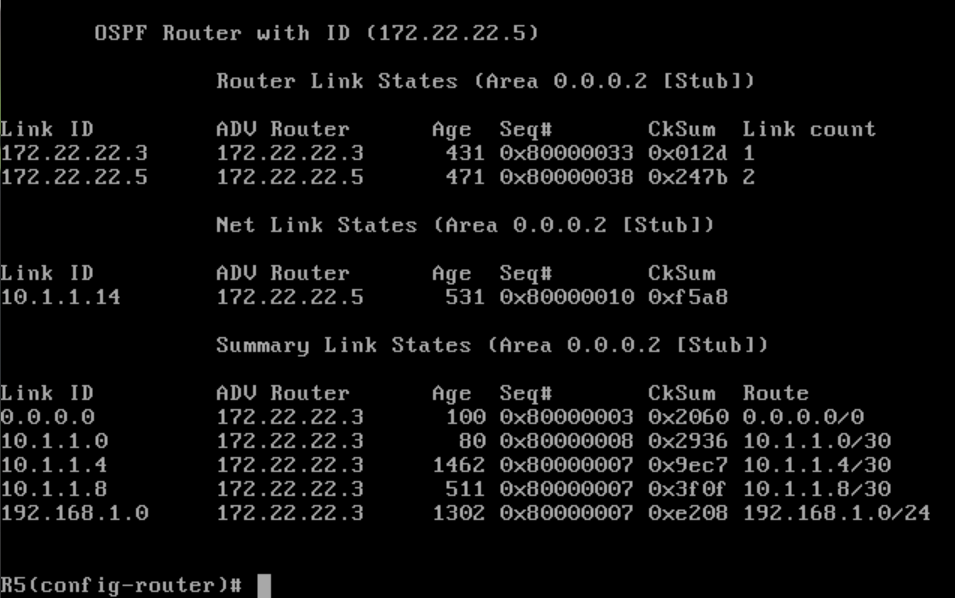 OSPF Router with ID (172.22.22.5)
Router Link States (Area 0.0.0.2 [Stub])
Link ID ADV Router Age Seq# CkSum Link count
172.22.22.3 172.22.22.3 431 0x80000033 0x012d 1
172.22.22.5 172.22.22.5 471 0x80000038 0x247b 2
Net Link States (Area 0.0.0.2 [Stub])
Link ID ADV Router Age Seq# CkSum
10.1.1.14 172.22.22.5 531 0x80000010 0xf5a8
Summary Link States (Area 0.0.0.2 [Stub])
Link ID ADV Router Age Seq# CkSum Route
0.0.0.0 172.22.22.3 100 0x80000003 0x2060 0.0.0.0/0
10.1.1.0 172.22.22.3 80 0x80000008 0x2936 10.1.1.0/30
10.1.1.4 172.22.22.3 1462 0x80000007 0x9ec7 10.1.1.4/30
10.1.1.8 172.22.22.3 511 0x80000007 0x3f0f 10.1.1.8/30
192.168.1.0 172.22.22.3 1302 0x80000007 0xe208 192.168.1.0/24
R5(config-router)#